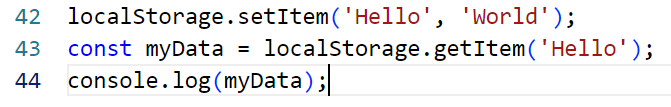 42 localStorage.setItem('Hello', 'World');
43 const myData = localStorage.getItem('Hello');
44 console.log(myData);